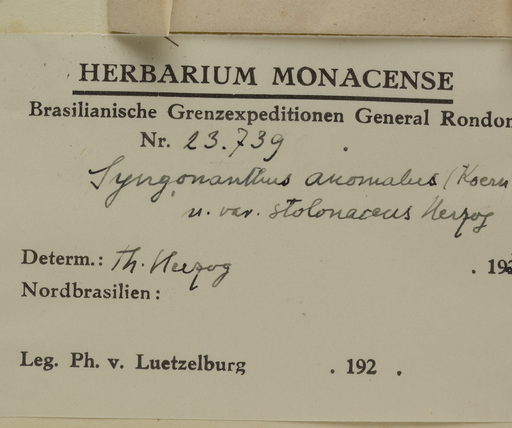 HERBARIUM MONACENSE
Brasilianische Grenzexpeditionen General Rondon
Nr. 23.739
Syngonanthus anomalus (Koern
n. var. stolonaceus Herzog
Determ.: Th. Herzog . 19
Nordbrasilien:
Leg. Ph. v. Luetzelburg . 192 .